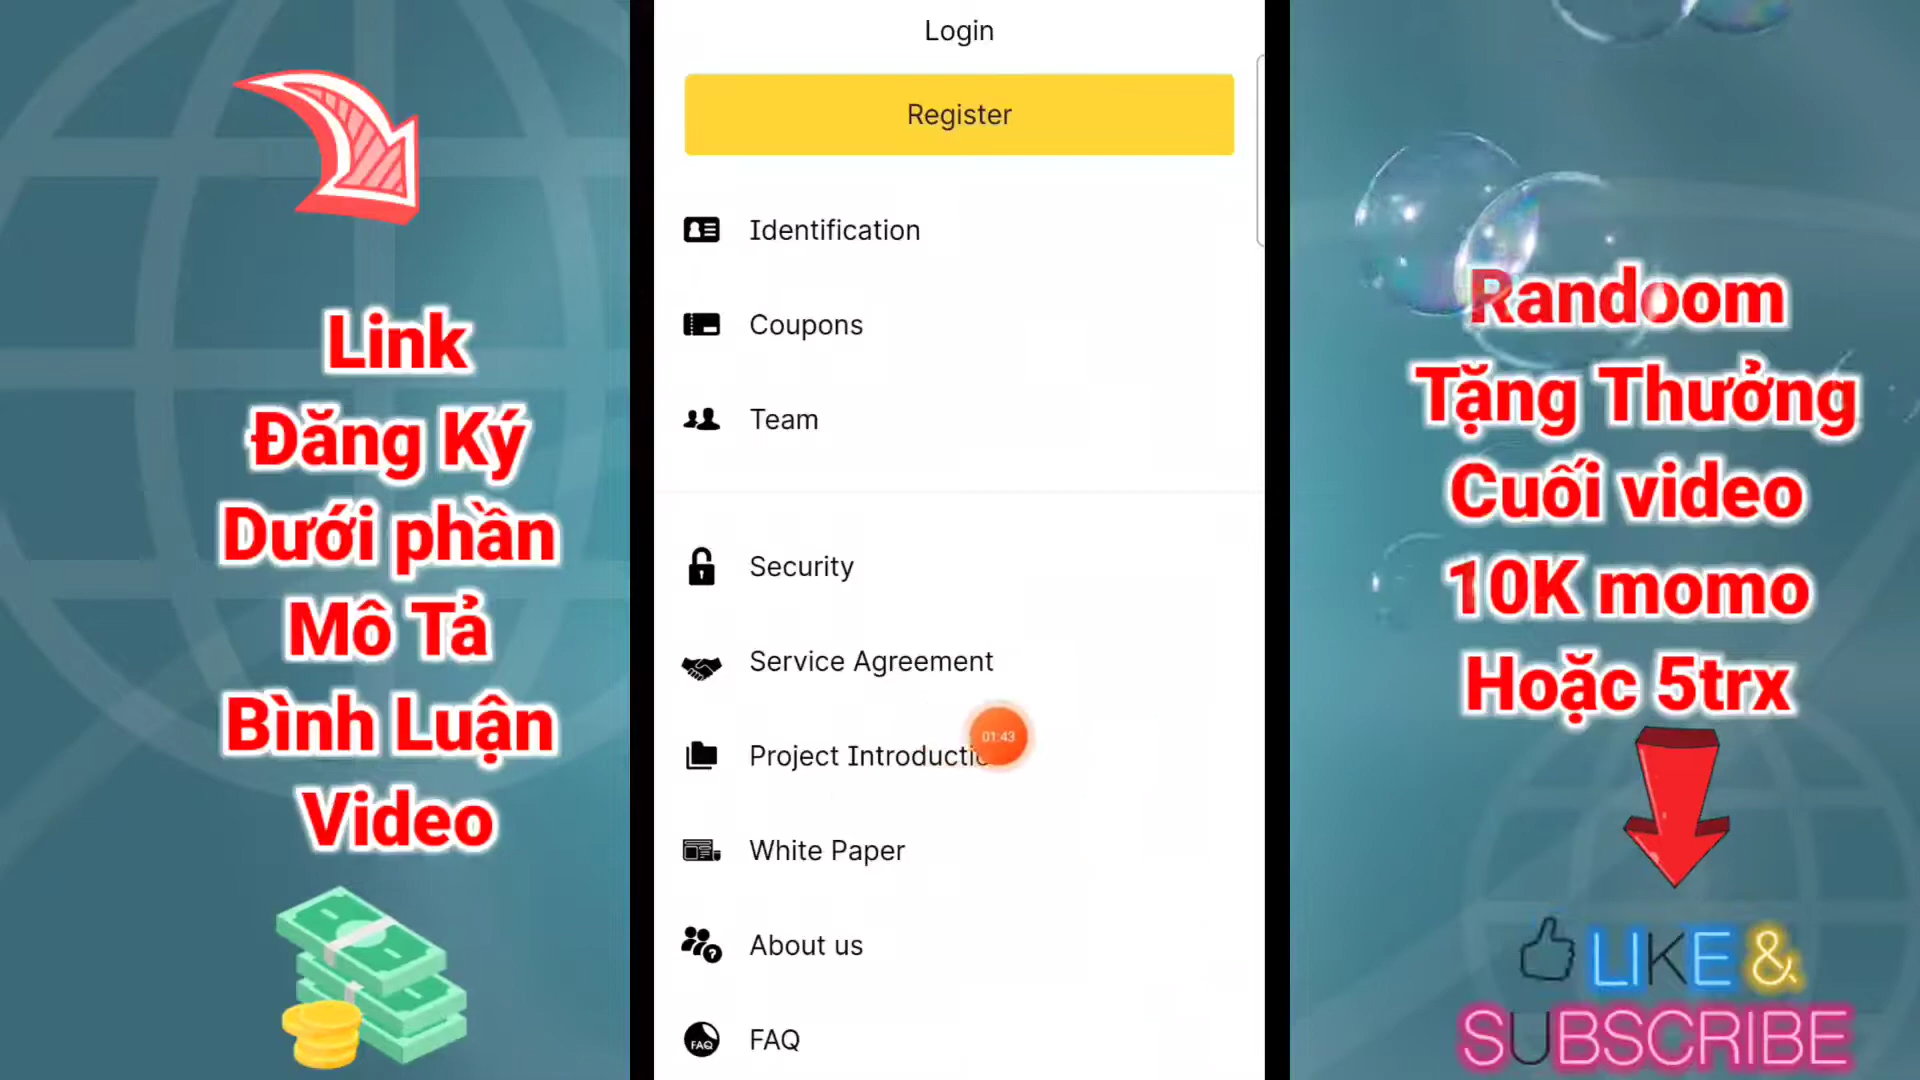 Link
Đăng Ký
Dưới phần
Mô Tả
Bình Luận
Video
Login
Register
Identification
Coupons
Team
Security
Service Agreement
01:43
Project Introductio
White Paper
About us
FAQ
FAQ
Randoom
Tặng Thưởng
Cuối video
10K momo
Hoặc 5trx
LIKE &
SUBSCRIBE